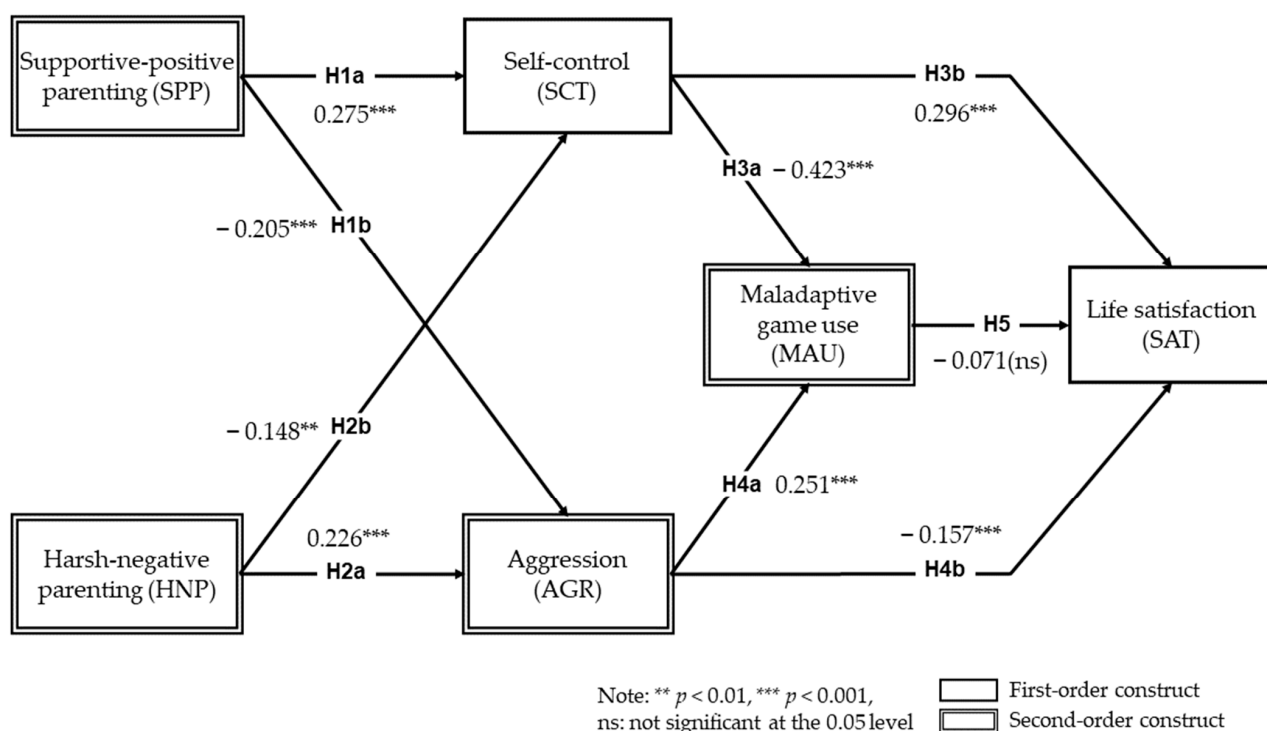 Supportive-positive
parenting (SPP)
H1a
0.275***
Self-control
(SCT)
H3b
0.296***
H3a – 0.423***
– 0.205*** H1b
Maladaptive
game use
(MAU)
H5
– 0.071(ns)
Life satisfaction
(SAT)
– 0.148** H2b
H4a 0.251***
Harsh-negative
parenting (HNP)
0.226***
H2a
Aggression
(AGR)
– 0.157***
H4b
Note: ** p < 0.01, *** p < 0.001,
ns: not significant at the 0.05 level
First-order construct
Second-order construct